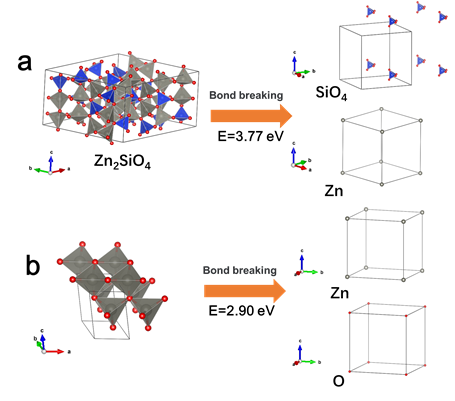 a
Bond breaking
E=3.77 eV
Zn₂SiO₄
c
b
a
c
b
a
SiO₄
c
b
a
Zn
b
Bond breaking
E=2.90 eV
c
b
a
c
b
Zn
c
b
O